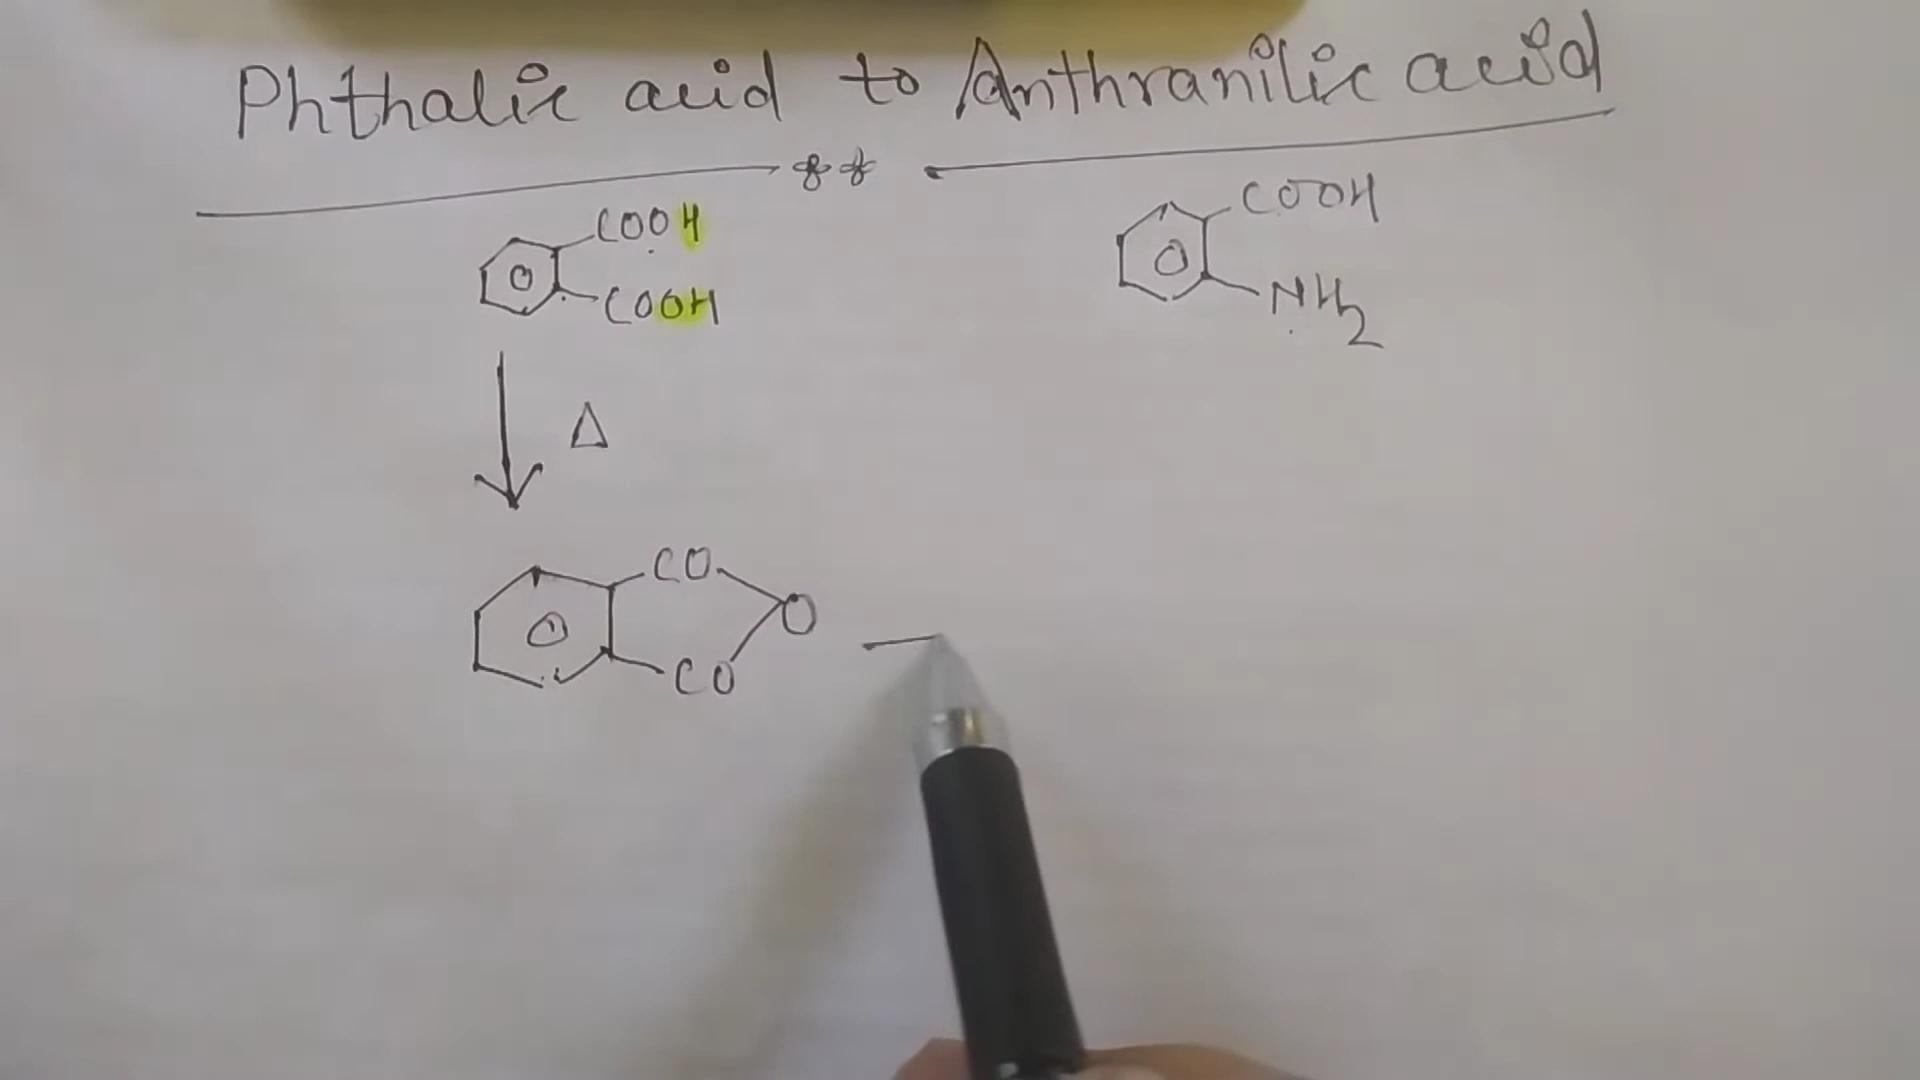 Phthalic acid to Anthranilic acid
COOH
COOH
COOH
NH2
Δ
CO
O
CO